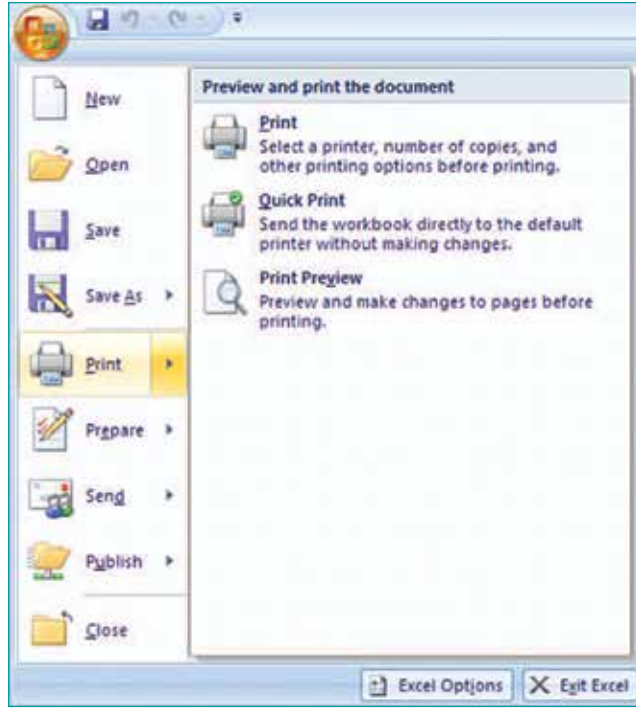 New
Open
Save
Save As
Print
Prepare
Send
Publish
Close
Preview and print the document
Print
Select a printer, number of copies, and
other printing options before printing.
Quick Print
Send the workbook directly to the default
printer without making changes.
Print Preview
Preview and make changes to pages before
printing.
Excel Options
Exit Excel